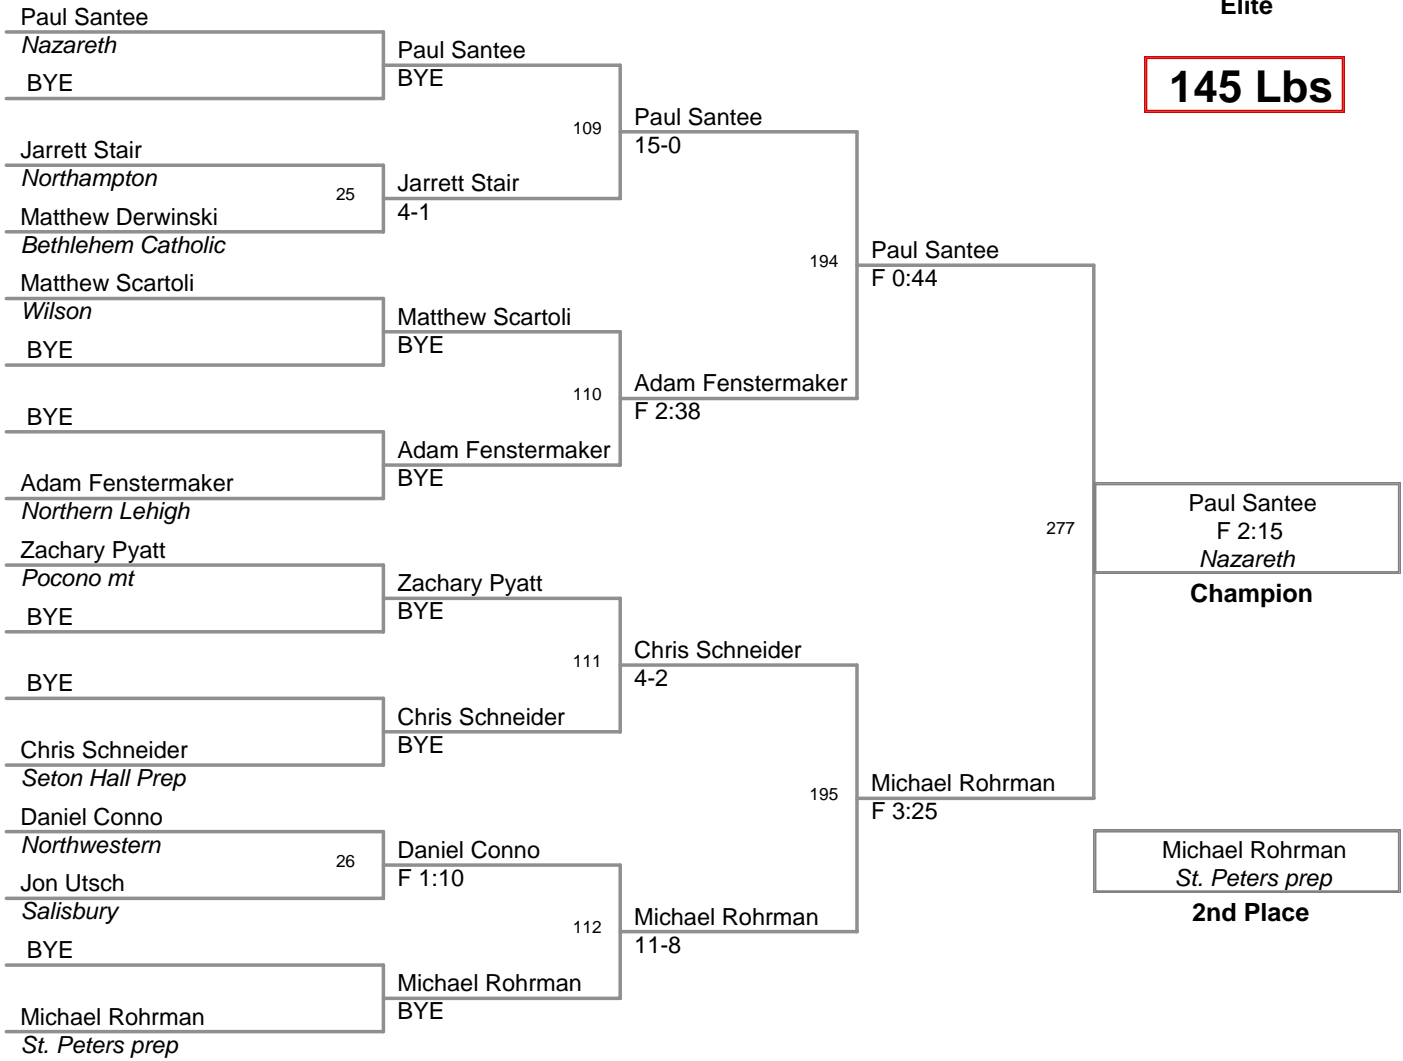 Elite
145 Lbs
Paul Santee
Nazareth
BYE
Jarrett Stair
Northampton
25
Matthew Derwinski
Bethlehem Catholic
Matthew Scartoli
Wilson
BYE
BYE
Adam Fenstermaker
Northern Lehigh
Zachary Pyatt
Pocono mt
BYE
BYE
Chris Schneider
Seton Hall Prep
Daniel Conno
Northwestern
26
Jon Utsch
Salisbury
BYE
Michael Rohrman
St. Peters prep
Paul Santee
BYE
109
Jarrett Stair
4-1
Matthew Scartoli
BYE
110
Adam Fenstermaker
BYE
Zachary Pyatt
BYE
111
Chris Schneider
BYE
Daniel Conno
F 1:10
112
Michael Rohrman
BYE
Paul Santee
15-0
194
Adam Fenstermaker
F 2:38
Chris Schneider
4-2
195
Michael Rohrman
11-8
Paul Santee
F 0:44
277
Michael Rohrman
F 3:25
Paul Santee
F 2:15
Nazareth
Champion
Michael Rohrman
St. Peters prep
2nd Place